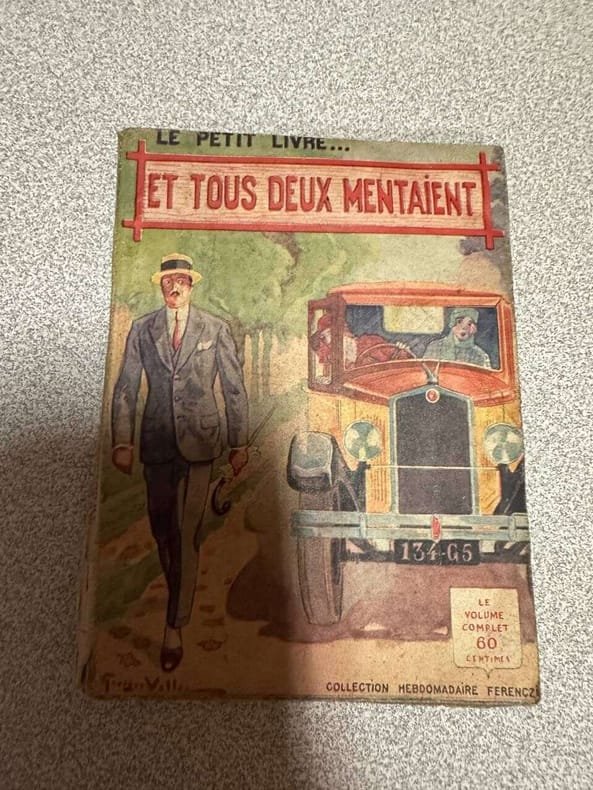 LE PETIT LIVRE...
ET TOUS DEUX MENTAIENT
134-G5
LE
VOLUME
COMPLET
60
CENTIMES
COLLECTION HEBDOMADAIRE FERENCZI